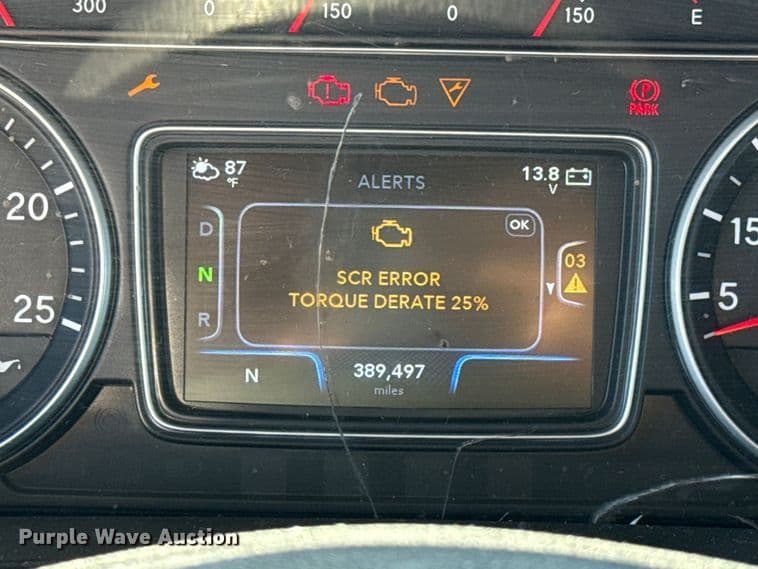 300 0 150 0 150 E
PARK
87 °F
ALERTS
13.8 V
OK
D
N
R
SCR ERROR
TORQUE DERATE 25%
03
N
389,497
miles
20
25
15
5
Purple Wave Auction